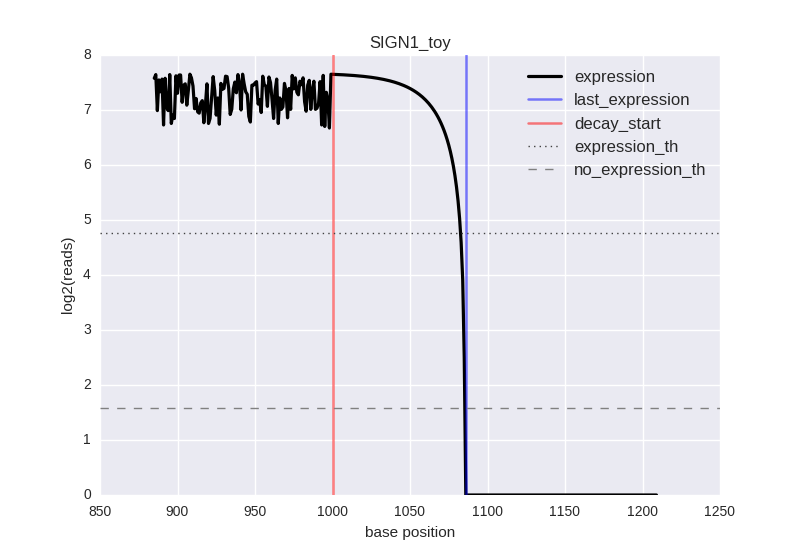 SIGN1_toy
8
7
6
5
4
3
2
1
0
log2(reads)
expression
last_expression
decay_start
expression_th
no_expression_th
850 900 950 1000 1050 1100 1150 1200 1250
base position